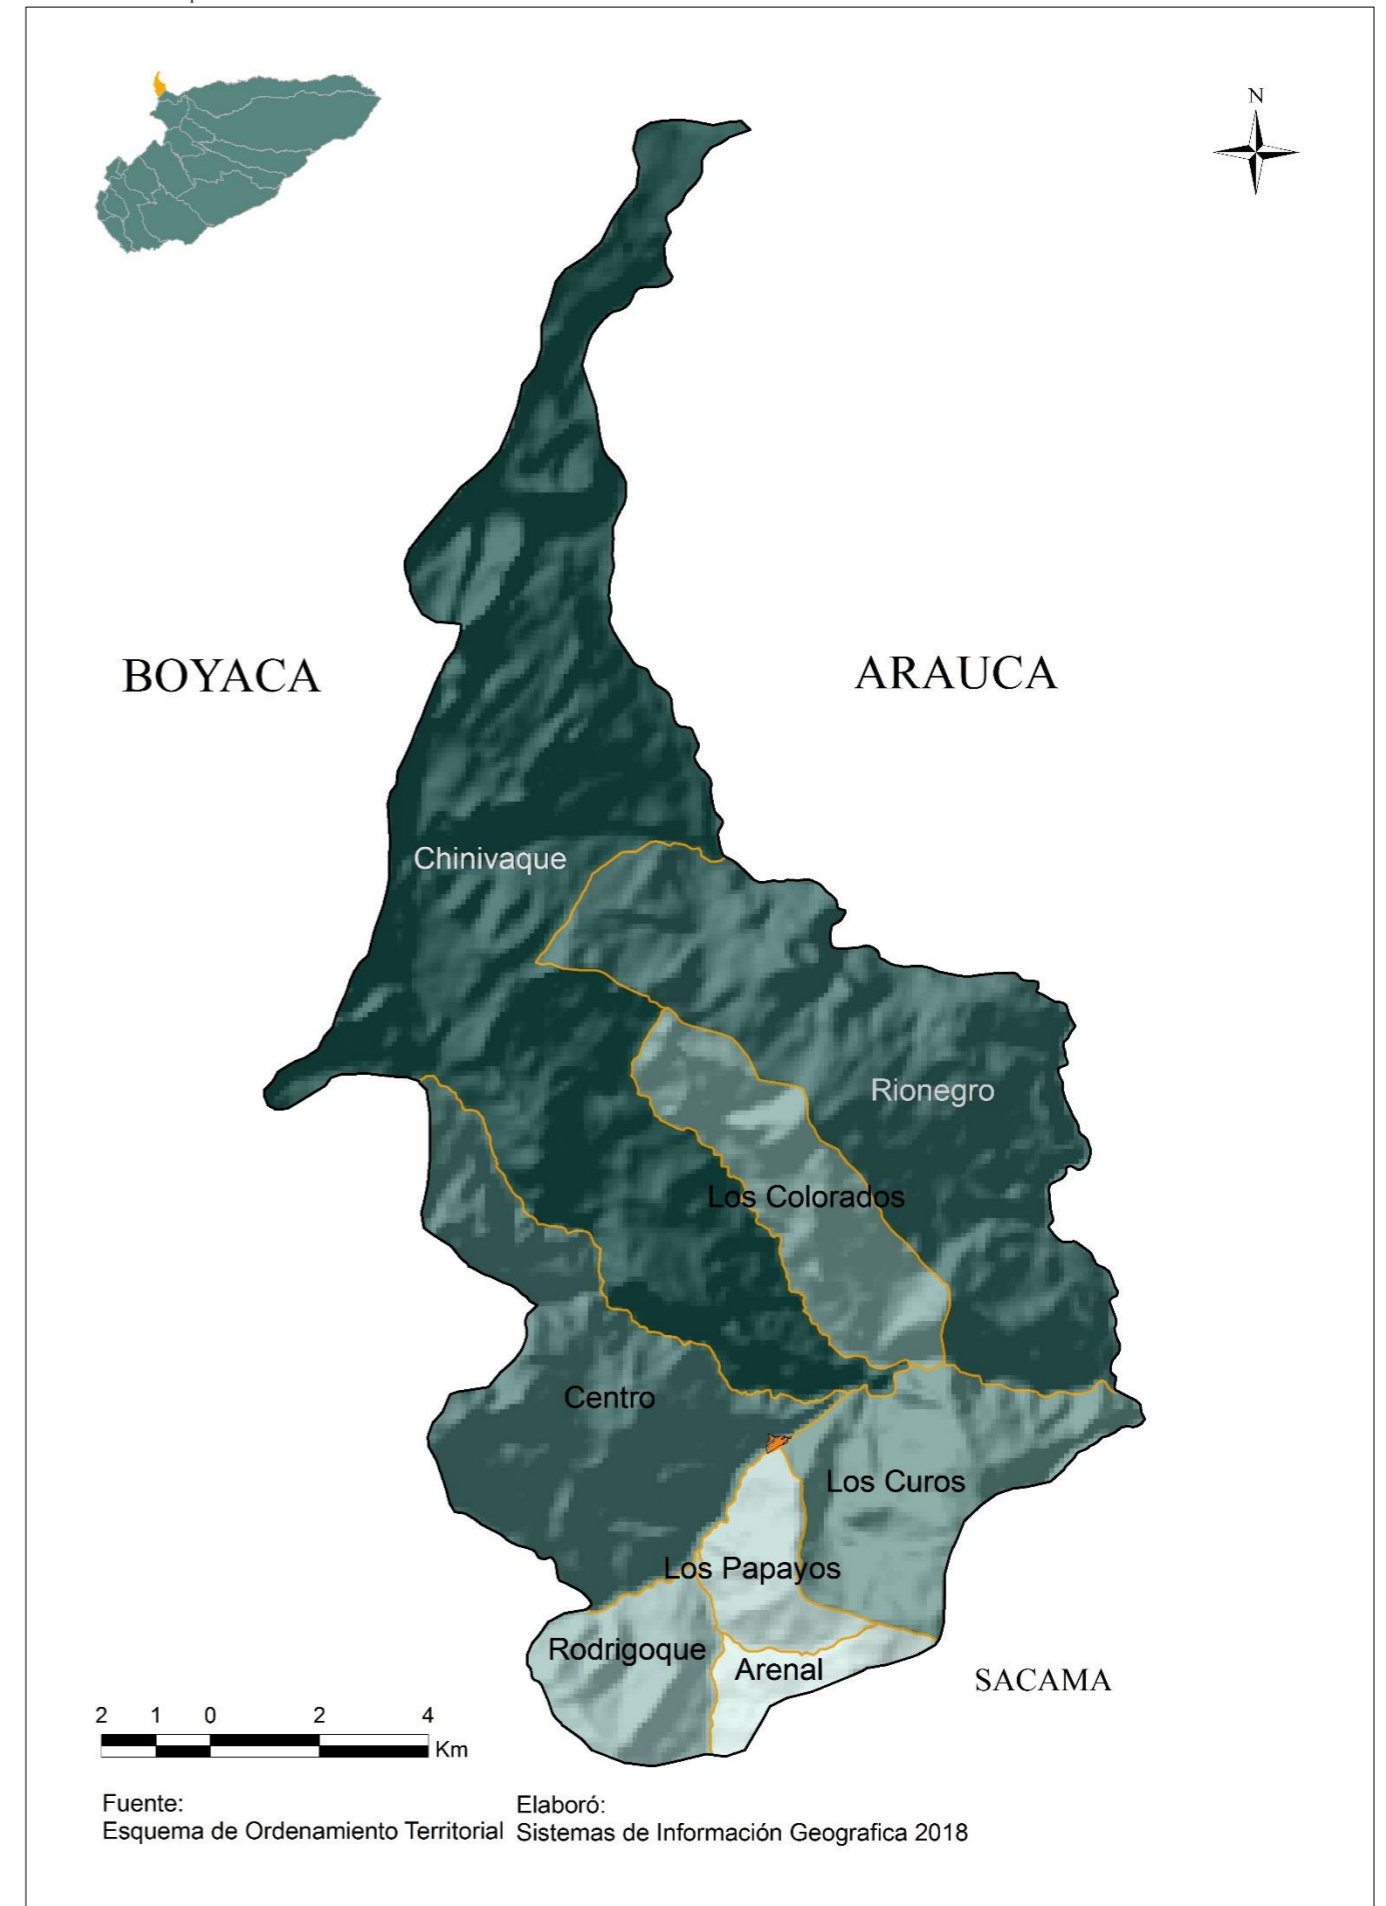 N
BOYACA
ARAUCA
Chinivaque
Rionegro
Los Colorados
Centro
Los Curos
Los Papayos
Rodrigoque
Arenal
SACAMA
2 1 0 2 4
Km
Fuente:
Esquema de Ordenamiento Territorial
Elaboró:
Sistemas de Información Geografica 2018